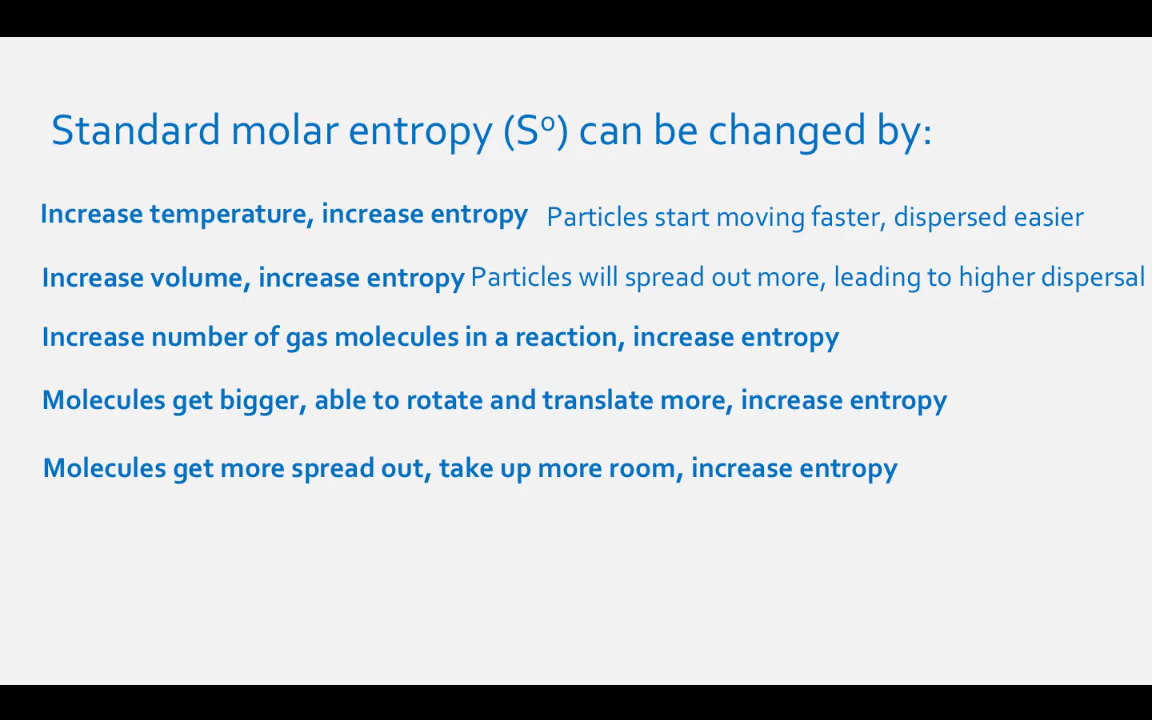 Standard molar entropy (Sº) can be changed by:
Increase temperature, increase entropy Particles start moving faster, dispersed easier
Increase volume, increase entropy Particles will spread out more, leading to higher dispersal
Increase number of gas molecules in a reaction, increase entropy
Molecules get bigger, able to rotate and translate more, increase entropy
Molecules get more spread out, take up more room, increase entropy